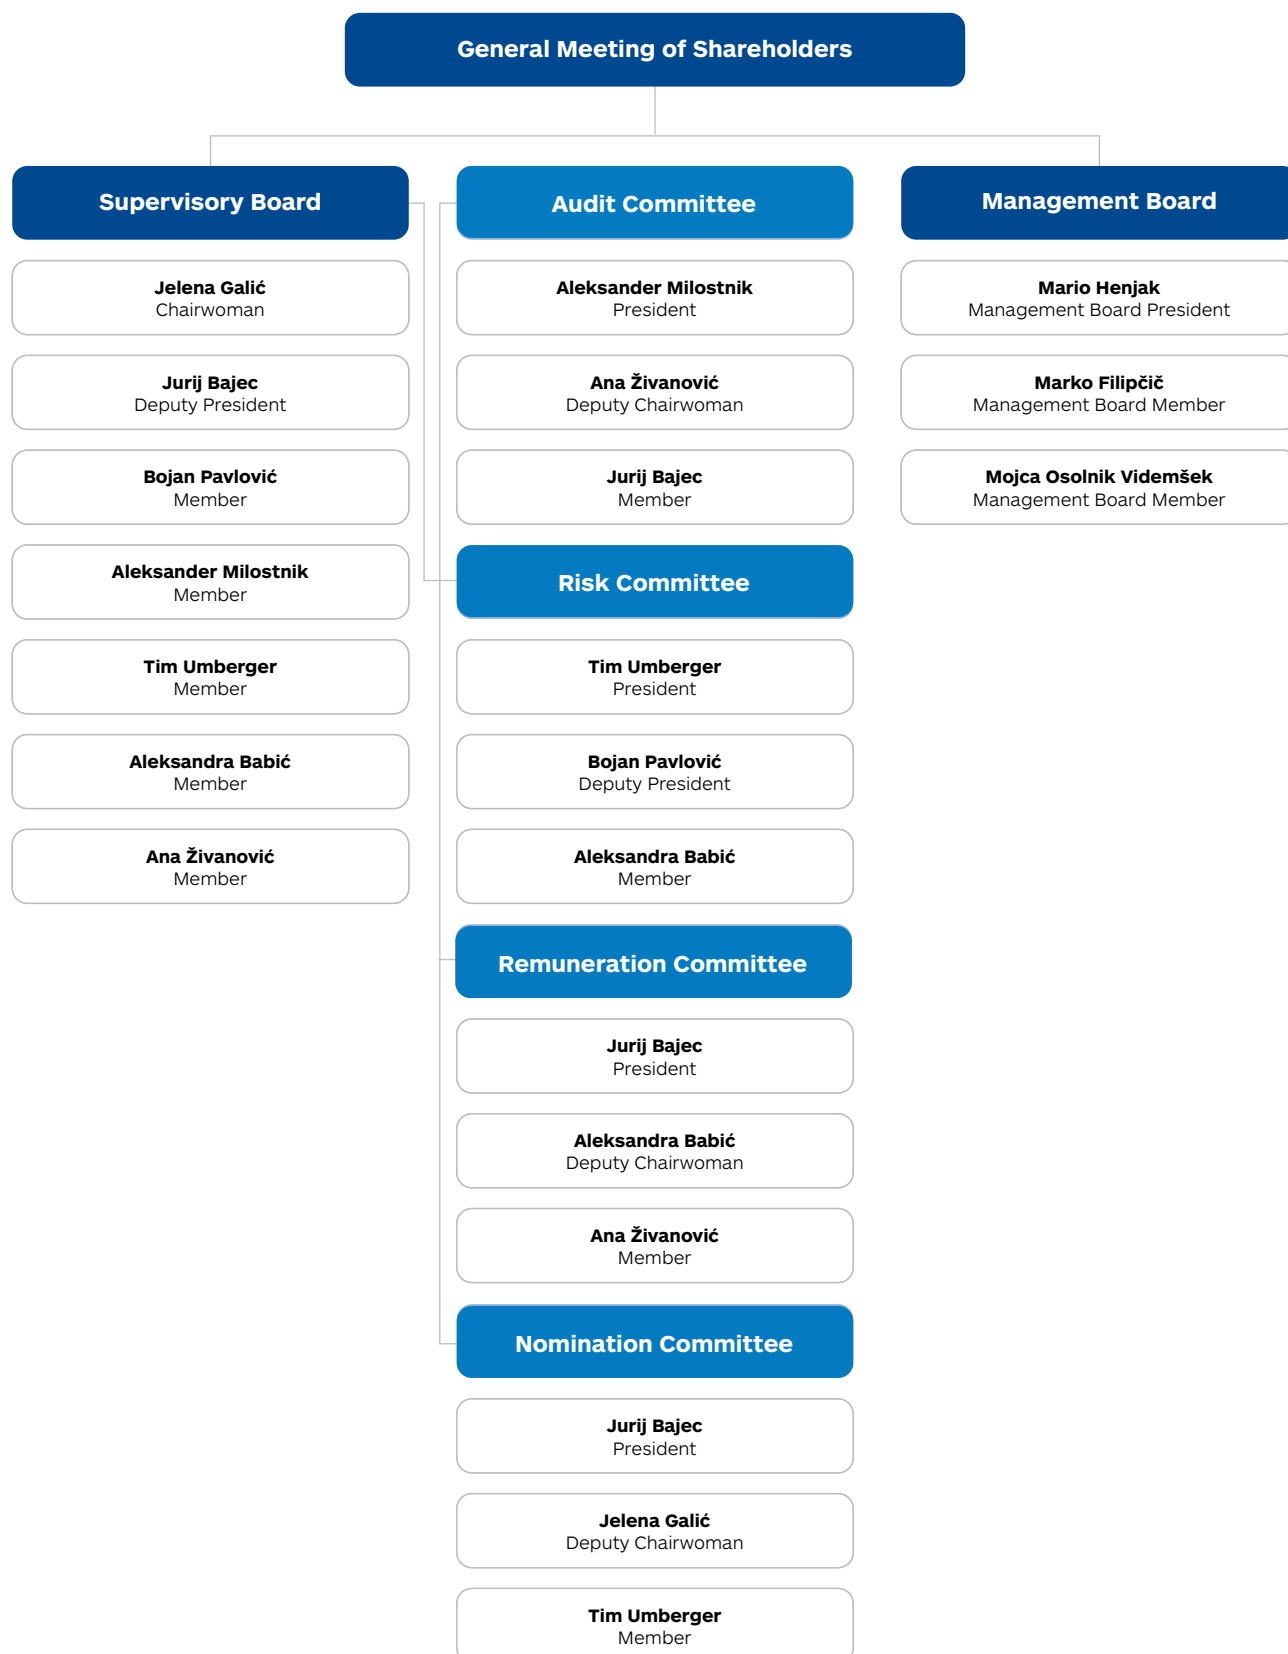 General Meeting of Shareholders
Supervisory Board
Jelena Galić
Chairwoman
Jurij Bajec
Deputy President
Bojan Pavlović
Member
Aleksander Milostnik
Member
Tim Umberger
Member
Aleksandra Babić
Member
Ana Živanović
Member
Audit Committee
Aleksander Milostnik
President
Ana Živanović
Deputy Chairwoman
Jurij Bajec
Member
Risk Committee
Tim Umberger
President
Bojan Pavlović
Deputy President
Aleksandra Babić
Member
Remuneration Committee
Jurij Bajec
President
Aleksandra Babić
Deputy Chairwoman
Ana Živanović
Member
Nomination Committee
Jurij Bajec
President
Jelena Galić
Deputy Chairwoman
Tim Umberger
Member
Management Board
Mario Henjak
Management Board President
Marko Filipčič
Management Board Member
Mojca Osolnik Videmšek
Management Board Member